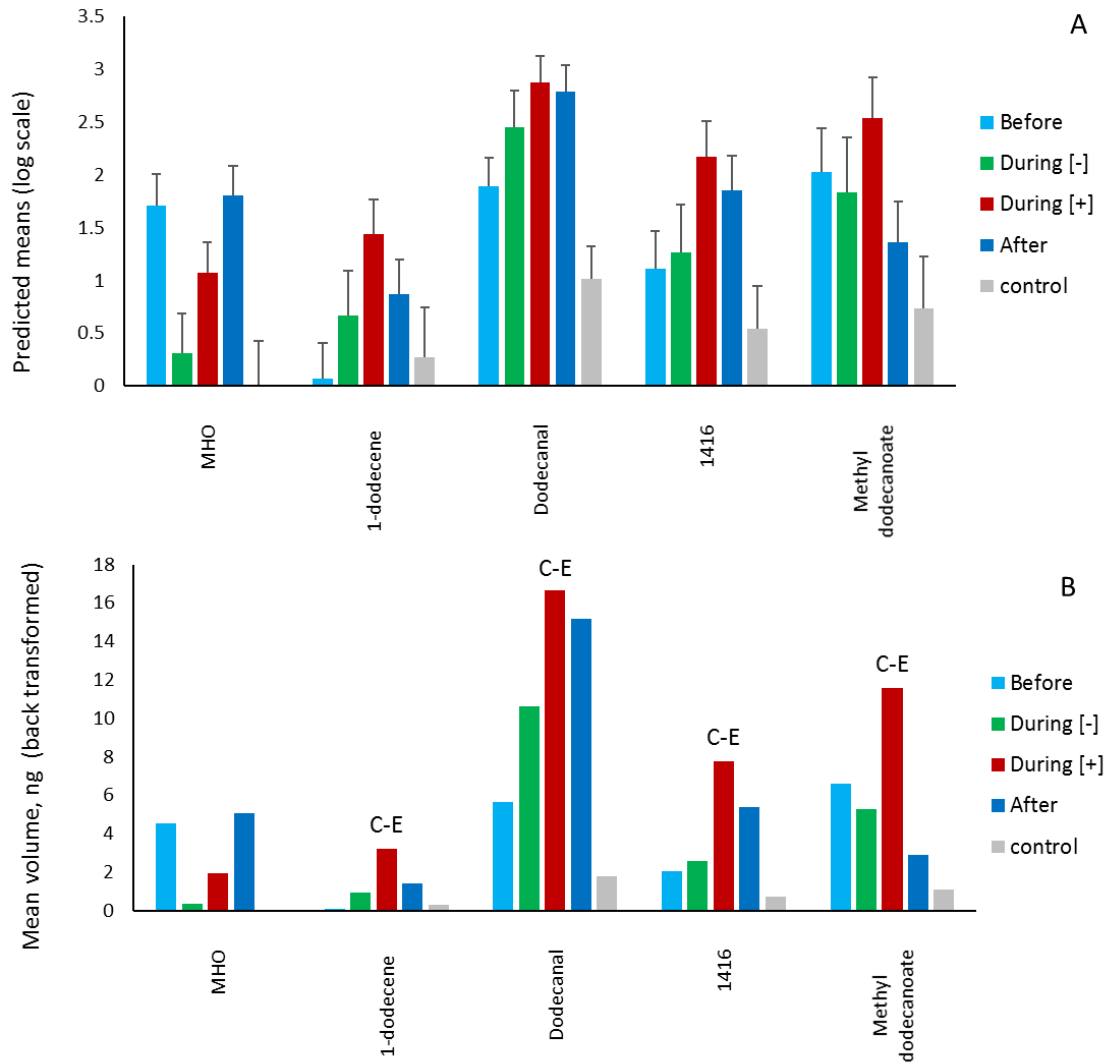 A
Predicted means (log scale)
3.5
3
2.5
2
1.5
1
0.5
0
MHO
1-dodecene
Dodecanal
1416
Methyl
dodecanoate
Before
During [-]
During [+]
After
control
B
Mean volume, ng (back transformed)
18
16
14
12
10
8
6
4
2
0
C-E
C-E
C-E
C-E
MHO
1-dodecene
Dodecanal
1416
Methyl
dodecanoate
Before
During [-]
During [+]
After
control